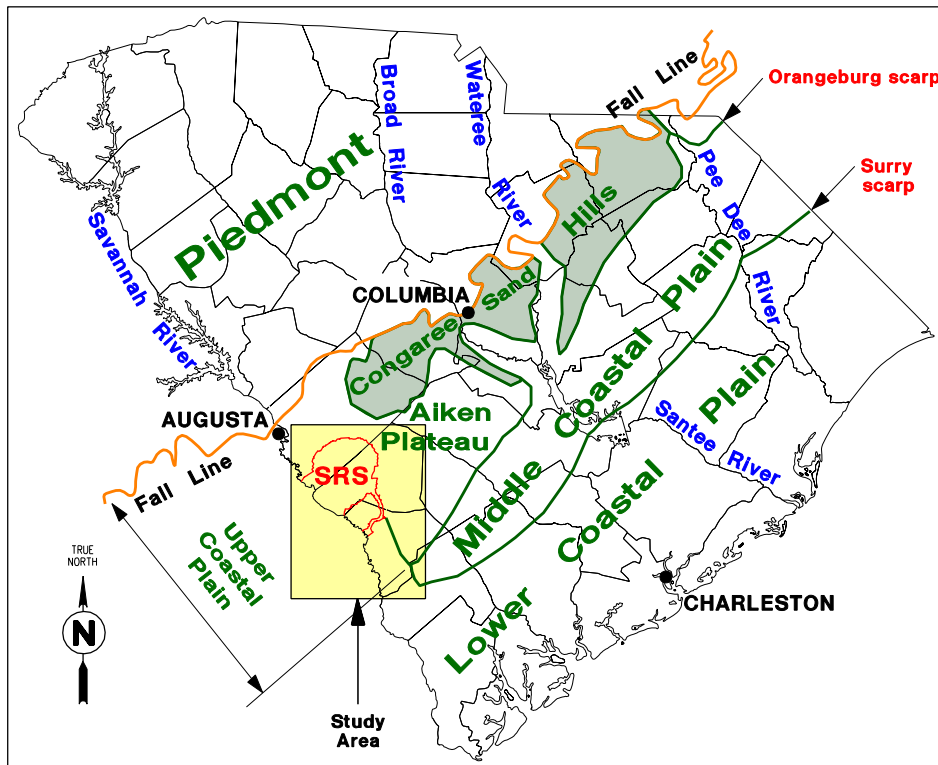 Orangeburg scarp
Fall Line
Broad River
Wateree River
Surry
scarp
Pee Dee River
Piedmont
Savannah River
Hills
Sand
Congaree
COLUMBIA
Middle Coastal Plain
Lower Coastal Plain
Aiken
Plateau
AUGUSTA
Santee River
SRS
Fall Line
Upper
Coastal
Plain
TRUE
NORTH
N
CHARLESTON
Study
Area